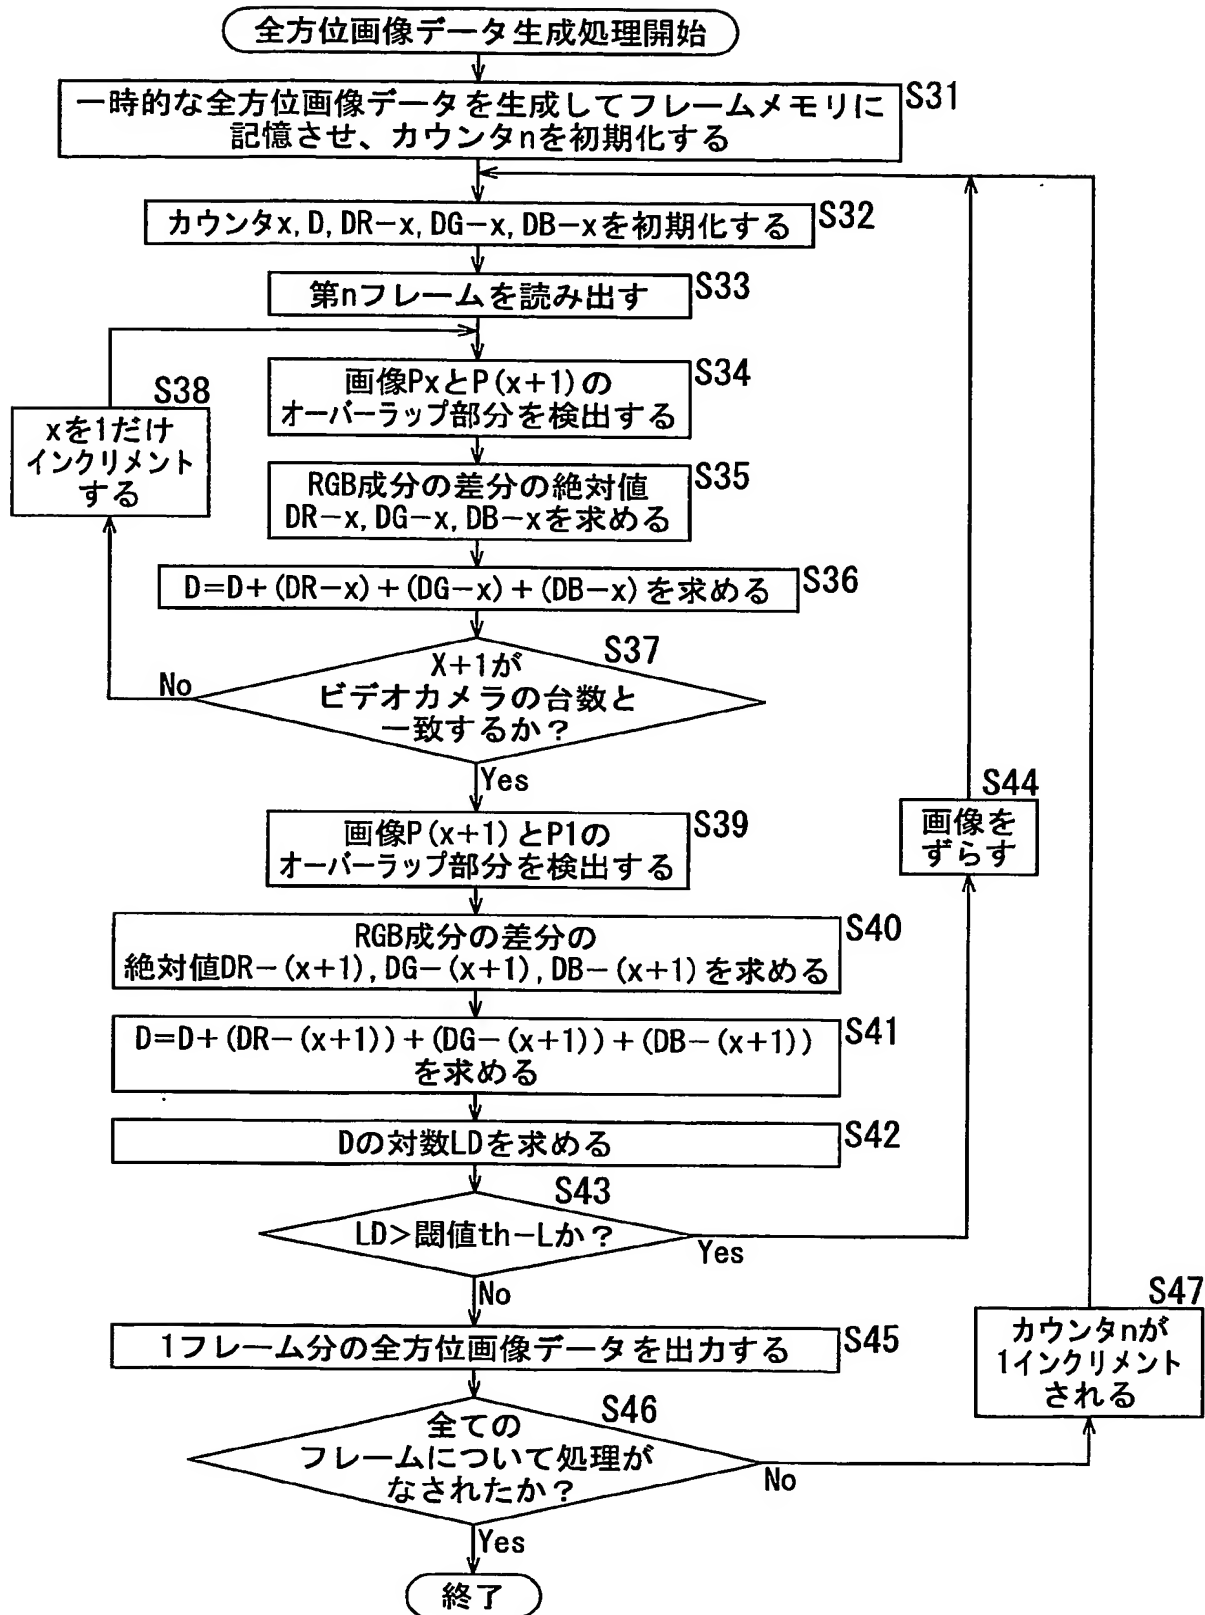 全方位画像データ生成処理開始
一時的な全方位画像データを生成してフレームメモリに
記憶させ、カウンタnを初期化する
S31
カウンタx, D, DR−x, DG−x, DB−xを初期化する
S32
第nフレームを読み出す
S33
画像PxとP(x+1)の
オーバーラップ部分を検出する
S34
S38
xを1だけ
インクリメント
する
RGB成分の差分の絶対値
DR−x, DG−x, DB−xを求める
S35
D=D+(DR−x)+(DG−x)+(DB−x)を求める
S36
S37
X+1が
ビデオカメラの台数と
一致するか?
No
Yes
画像P(x+1)とP1の
オーバーラップ部分を検出する
S39
S44
画像を
ずらす
RGB成分の差分の
絶対値DR−(x+1), DG−(x+1), DB−(x+1)を求める
S40
D=D+(DR−(x+1))+(DG−(x+1))+(DB−(x+1))
を求める
S41
Dの対数LDを求める
S42
S43
LD>閾値th−Lか?
Yes
No
1フレーム分の全方位画像データを出力する
S45
S47
カウンタnが
1インクリメント
される
S46
全ての
フレームについて処理が
なされたか?
No
Yes
終了